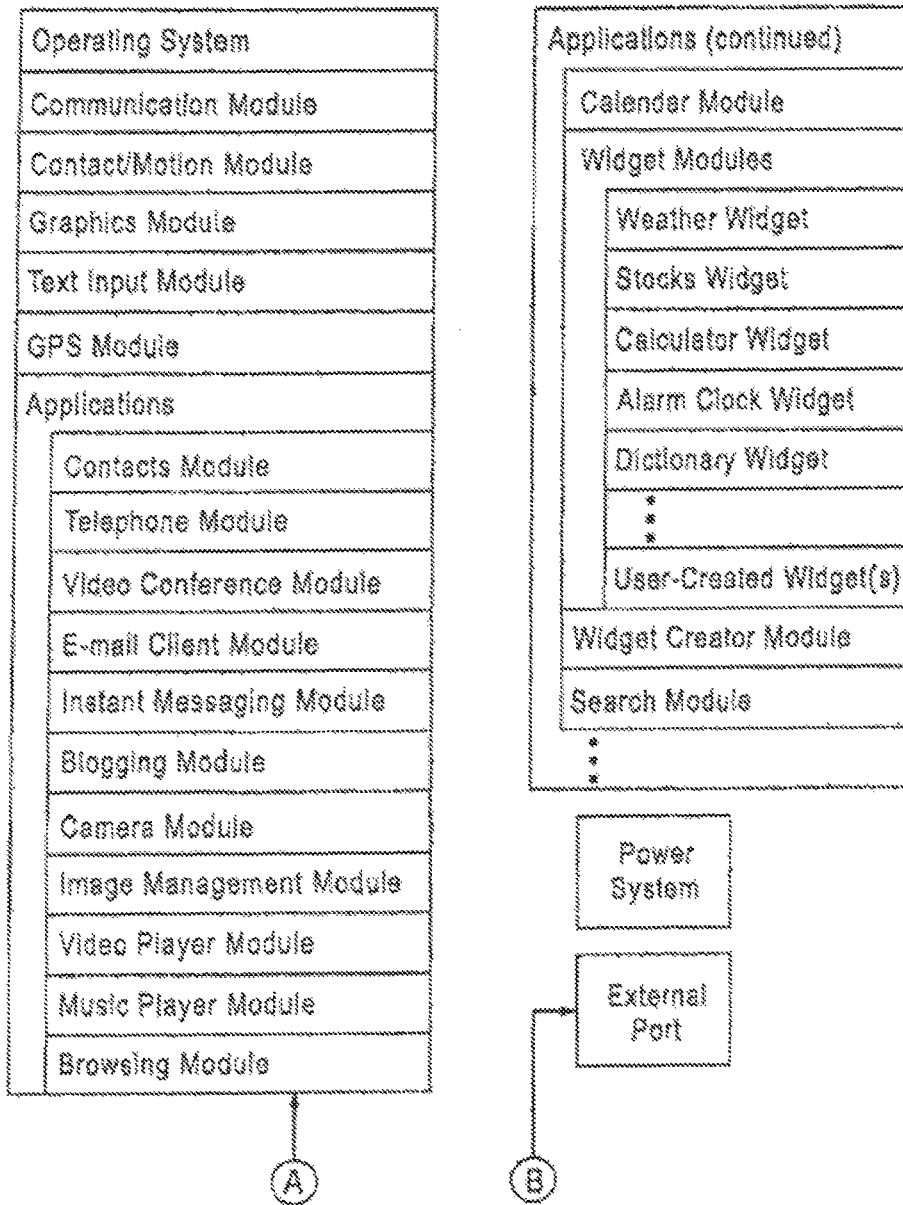 Operating System
Communication Module
Contact/Motion Module
Graphics Module
Text Input Module
GPS Module
Applications
Contacts Module
Telephone Module
Video Conference Module
E-mail Client Module
Instant Messaging Module
Blogging Module
Camera Module
Image Management Module
Video Player Module
Music Player Module
Browsing Module
A
Applications (continued)
Calendar Module
Widget Modules
Weather Widget
Stocks Widget
Calculator Widget
Alarm Clock Widget
Dictionary Widget
User-Created Widget(s)
Widget Creator Module
Search Module
Power
System
External
Port
B